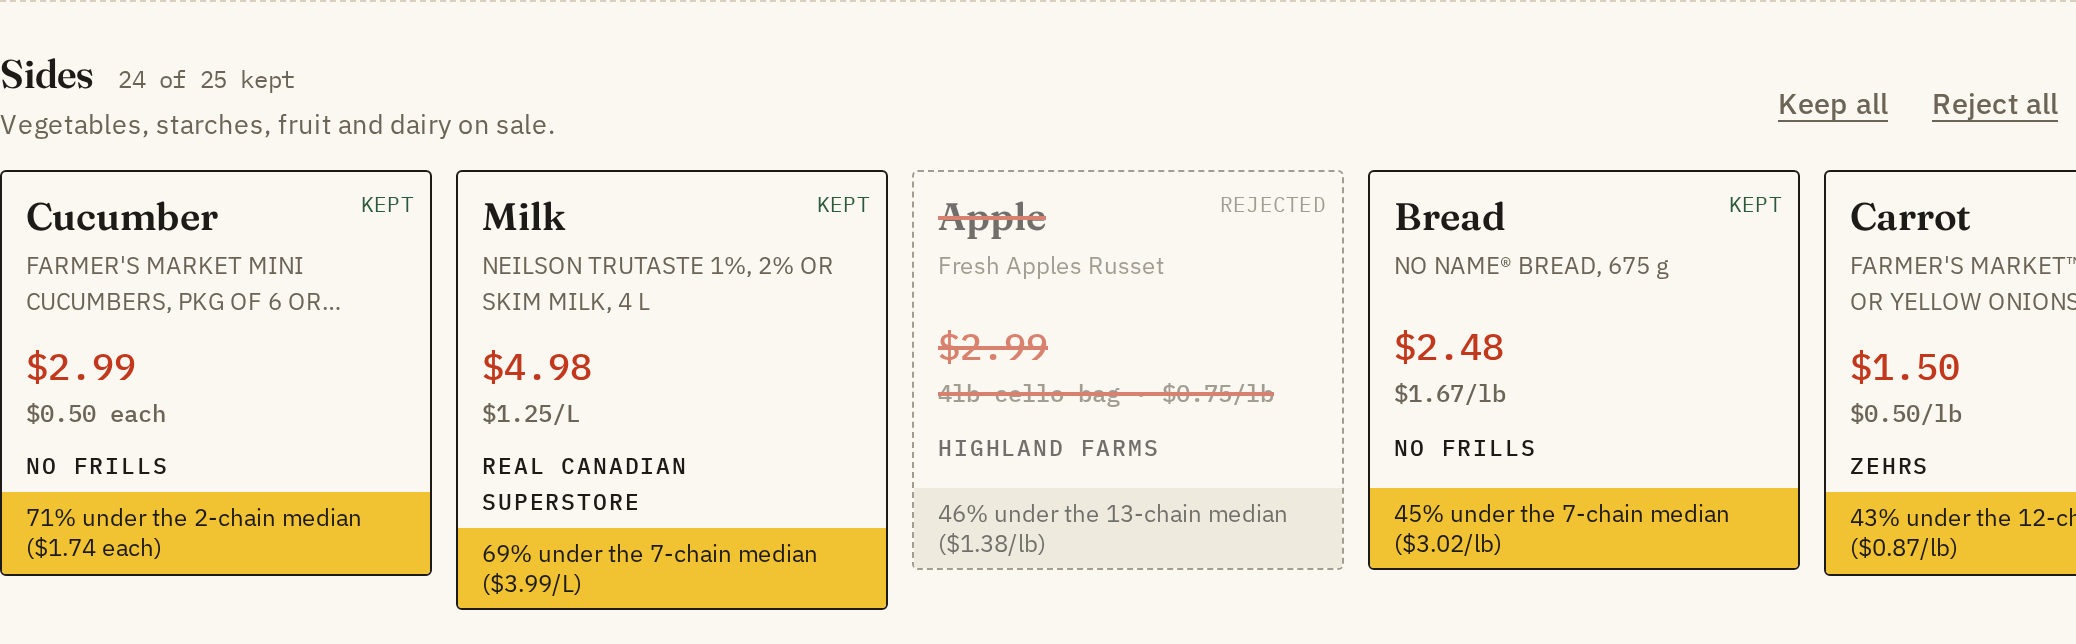 Sides 24 of 25 kept
Vegetables, starches, fruit and dairy on sale.
Keep all Reject all
Cucumber KEPT
FARMER'S MARKET MINI
CUCUMBERS, PKG OF 6 OR...
$2.99
$0.50 each
NO FRILLS
71% under the 2-chain median
($1.74 each)
Milk KEPT
NEILSON TRUTASTE 1%, 2% OR
SKIM MILK, 4 L
$4.98
$1.25/L
REAL CANADIAN
SUPERSTORE
69% under the 7-chain median
($3.99/L)
Apple REJECTED
Fresh Apples Russet
$2.99
4lb cello bag · $0.75/lb
HIGHLAND FARMS
46% under the 13-chain median
($1.38/lb)
Bread KEPT
NO NAME® BREAD, 675 g
$2.48
$1.67/lb
NO FRILLS
45% under the 7-chain median
($3.02/lb)
Carrot
FARMER'S MARKET™
OR YELLOW ONIONS
$1.50
$0.50/lb
ZEHRS
43% under the 12-ch
($0.87/lb)